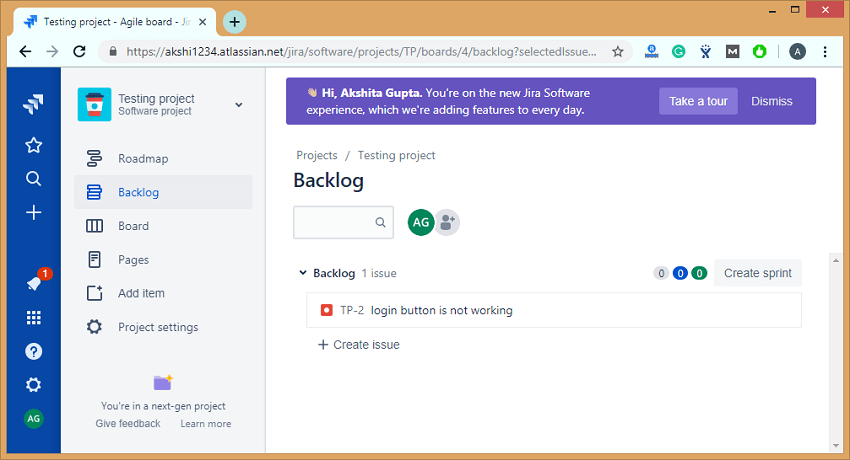 Testing project - Agile board - Jir
https://akshi1234.atlassian.net/jira/software/projects/TP/boards/4/backlog?selectedIssue...
M
A
Testing project
Software project
👋 Hi, Akshita Gupta. You're on the new Jira Software
experience, which we're adding features to every day.
Take a tour
Dismiss
Roadmap
Backlog
Board
Pages
Add item
Project settings
1
?
AG
You're in a next-gen project
Give feedback
Learn more
Projects / Testing project
Backlog
AG
Backlog 1 issue
0 0 0
Create sprint
TP-2 login button is not working
+ Create issue